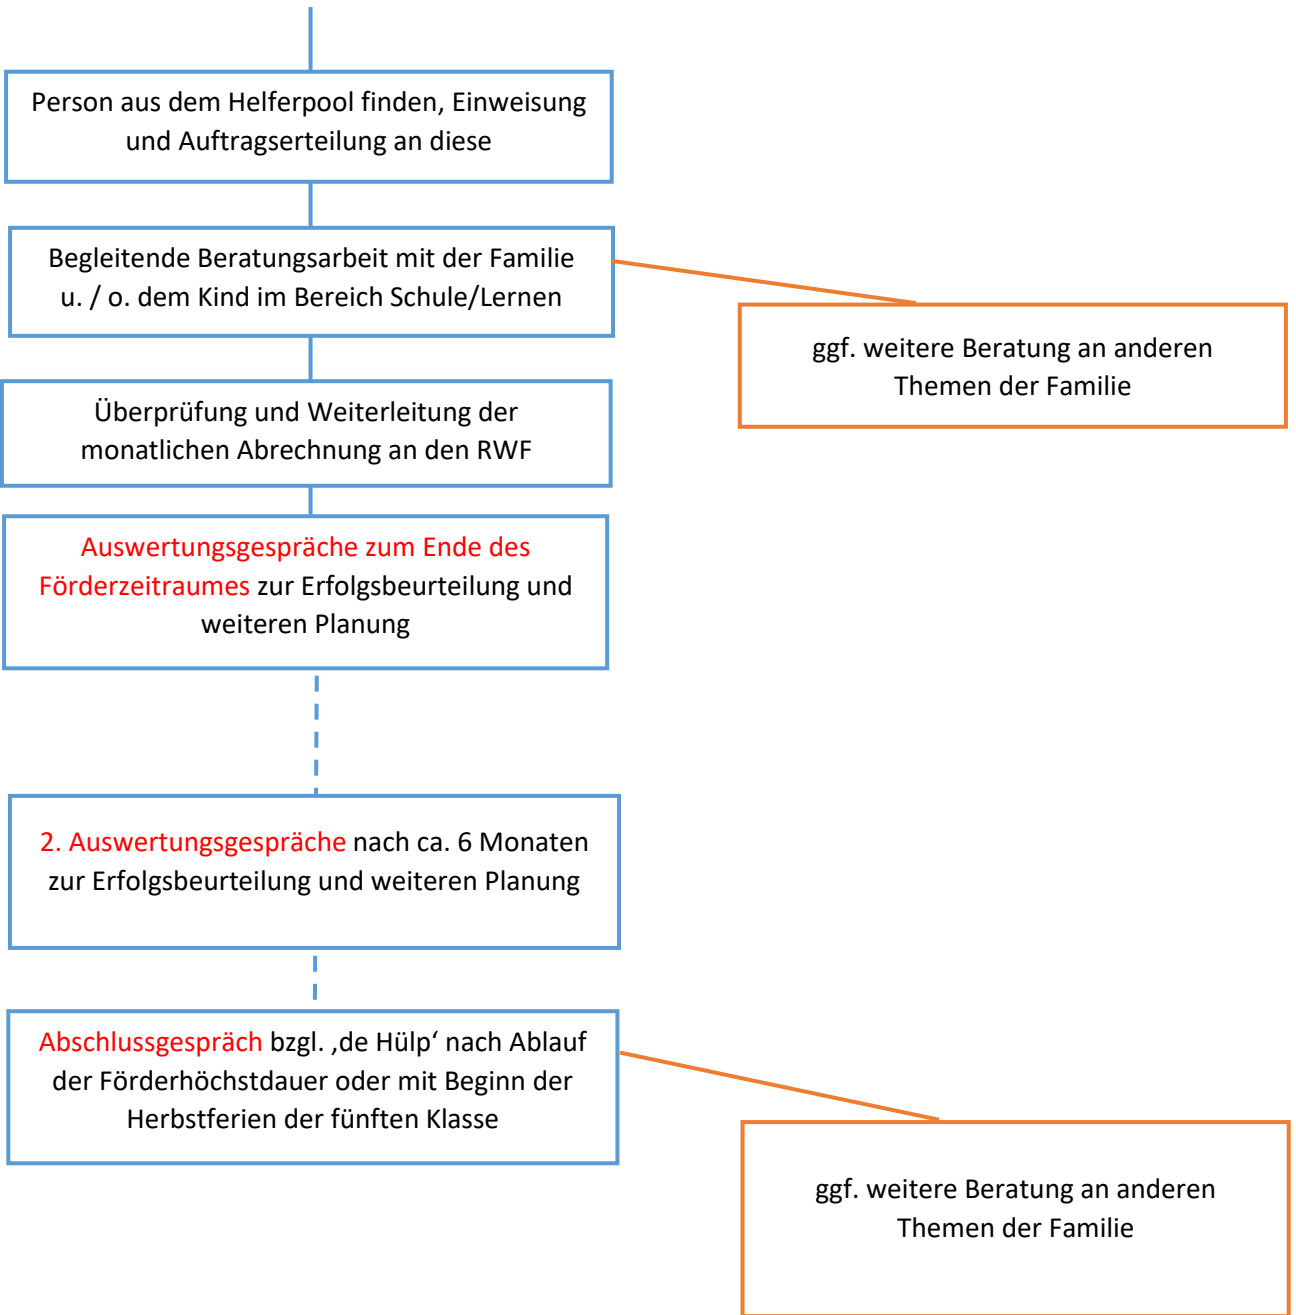 Person aus dem Helferpool finden, Einweisung
und Auftragserteilung an diese
Begleitende Beratungsarbeit mit der Familie
u. / o. dem Kind im Bereich Schule/Lernen
ggf. weitere Beratung an anderen
Themen der Familie
Überprüfung und Weiterleitung der
monatlichen Abrechnung an den RWF
Auswertungsgespräche zum Ende des
Förderzeitraumes zur Erfolgsbeurteilung und
weiteren Planung
2. Auswertungsgespräche nach ca. 6 Monaten
zur Erfolgsbeurteilung und weiteren Planung
Abschlussgespräch bzgl. ‚de Hülp‘ nach Ablauf
der Förderhöchstdauer oder mit Beginn der
Herbstferien der fünften Klasse
ggf. weitere Beratung an anderen
Themen der Familie